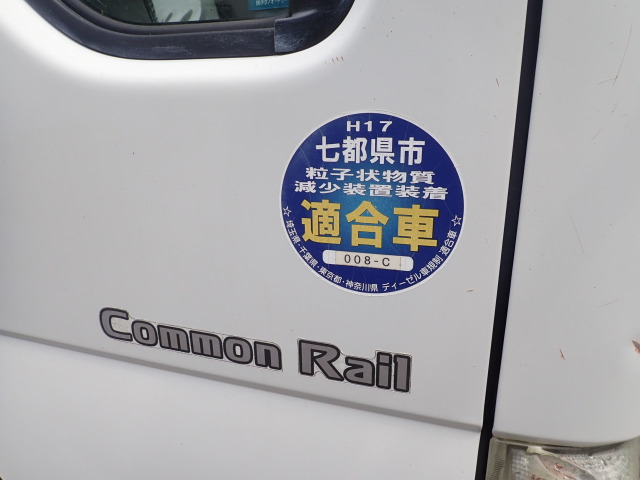 H17
七都県市
粒子状物質
減少装置装着
適合車
008-C
☆埼玉県・千葉県・東京都・神奈川県 ディーゼル車規制 適合車☆
Common Rail